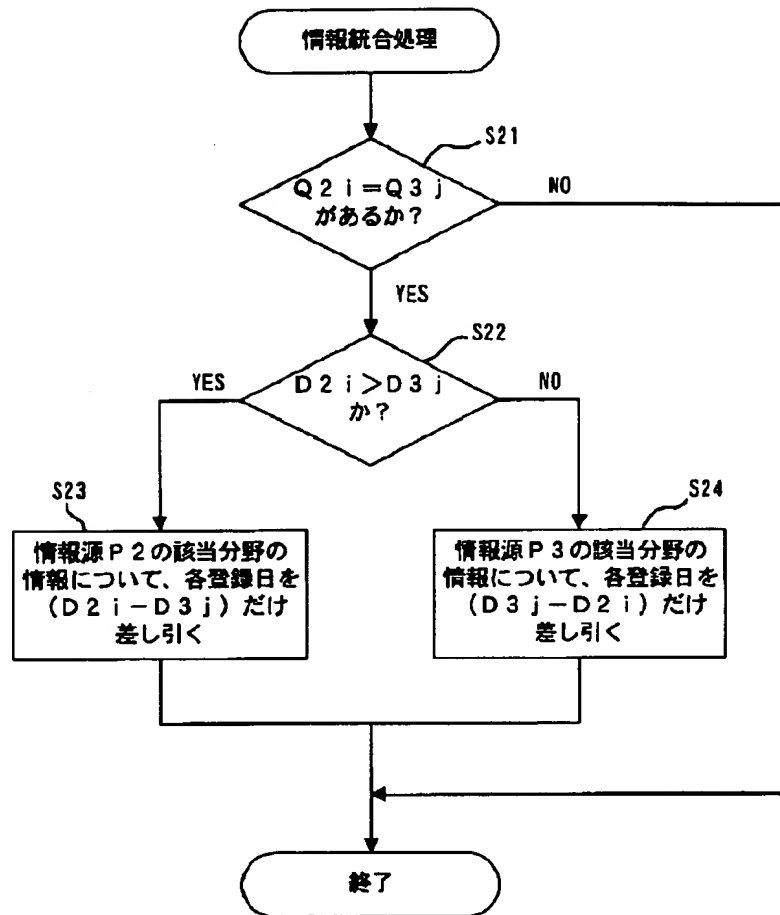 情報統合処理
S21
Q2i=Q3j
があるか?
NO
YES
S22
D2i>D3j
か?
YES
NO
S23
情報源P2の該当分野の
情報について、各登録日を
(D2i-D3j)だけ
差し引く
S24
情報源P3の該当分野の
情報について、各登録日を
(D3j-D2i)だけ
差し引く
終了